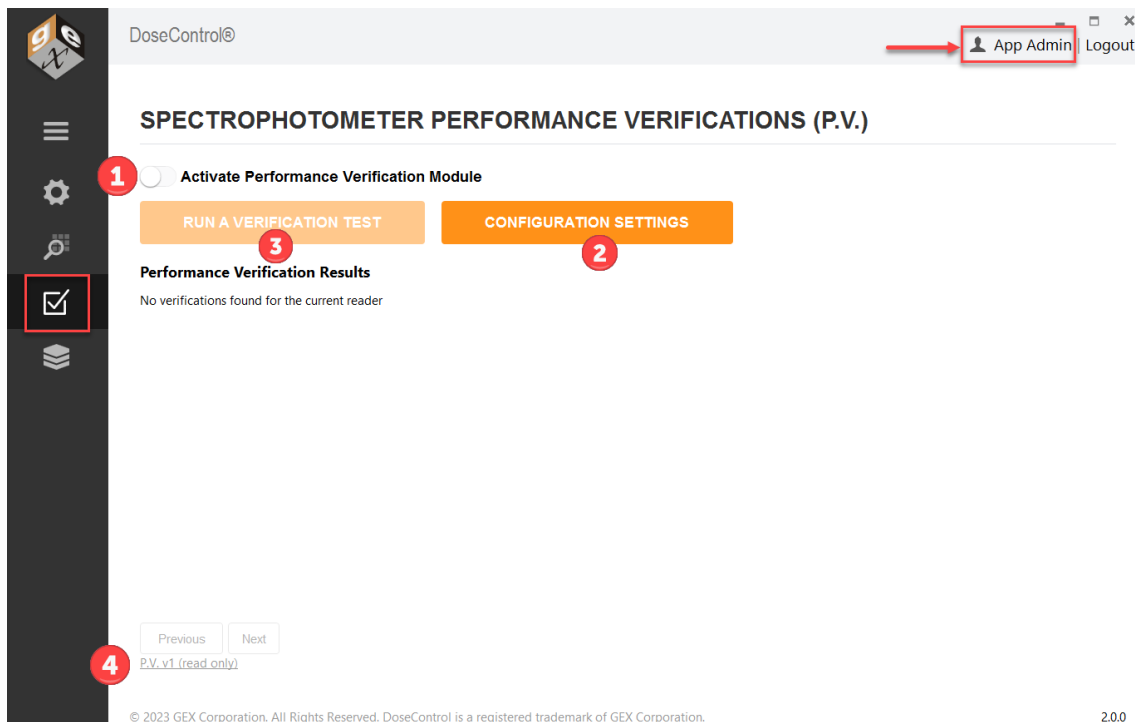 gex
DoseControl®
App Admin | Logout
SPECTROPHOTOMETER PERFORMANCE VERIFICATIONS (P.V.)
1 Activate Performance Verification Module
RUN A VERIFICATION TEST CONFIGURATION SETTINGS
3 2
Performance Verification Results
No verifications found for the current reader
Previous Next
4 P.V. v1 (read only)
© 2023 GEX Corporation. All Rights Reserved. DoseControl is a registered trademark of GEX Corporation. 2.0.0